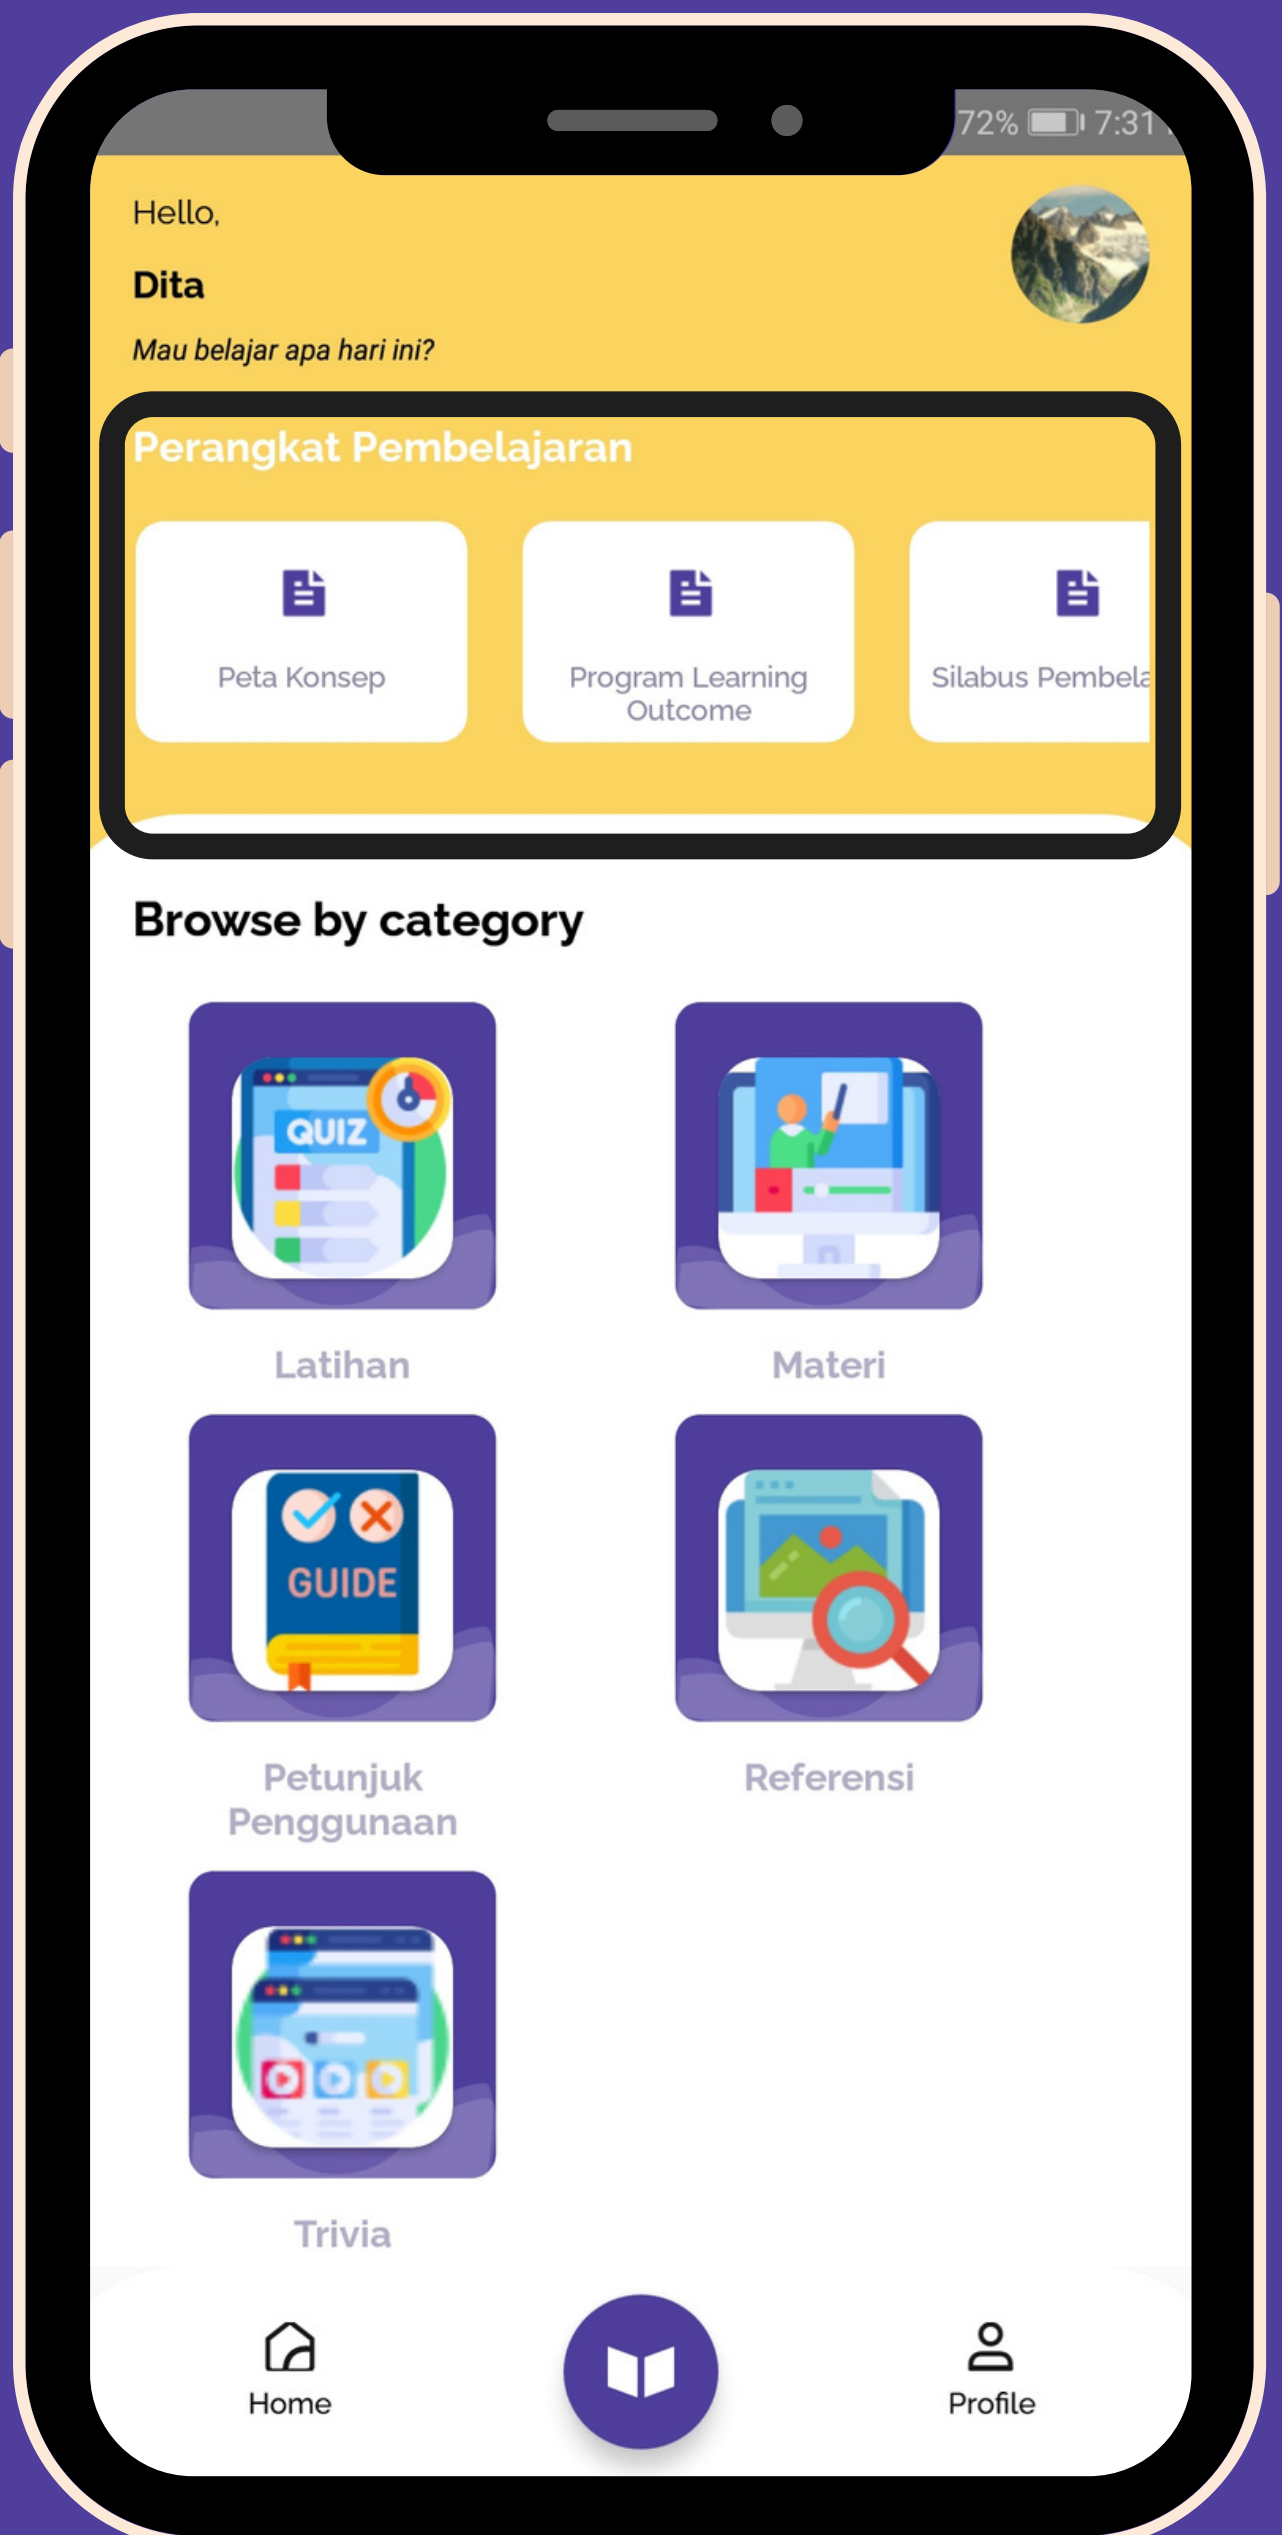 72% 7:31
Hello,
Dita
Mau belajar apa hari ini?
Perangkat Pembelajaran
Peta Konsep
Program Learning
Outcome
Silabus
Browse by category
QUIZ
Latihan
Materi
GUIDE
Petunjuk
Penggunaan
Referensi
Trivia
Home
Profile